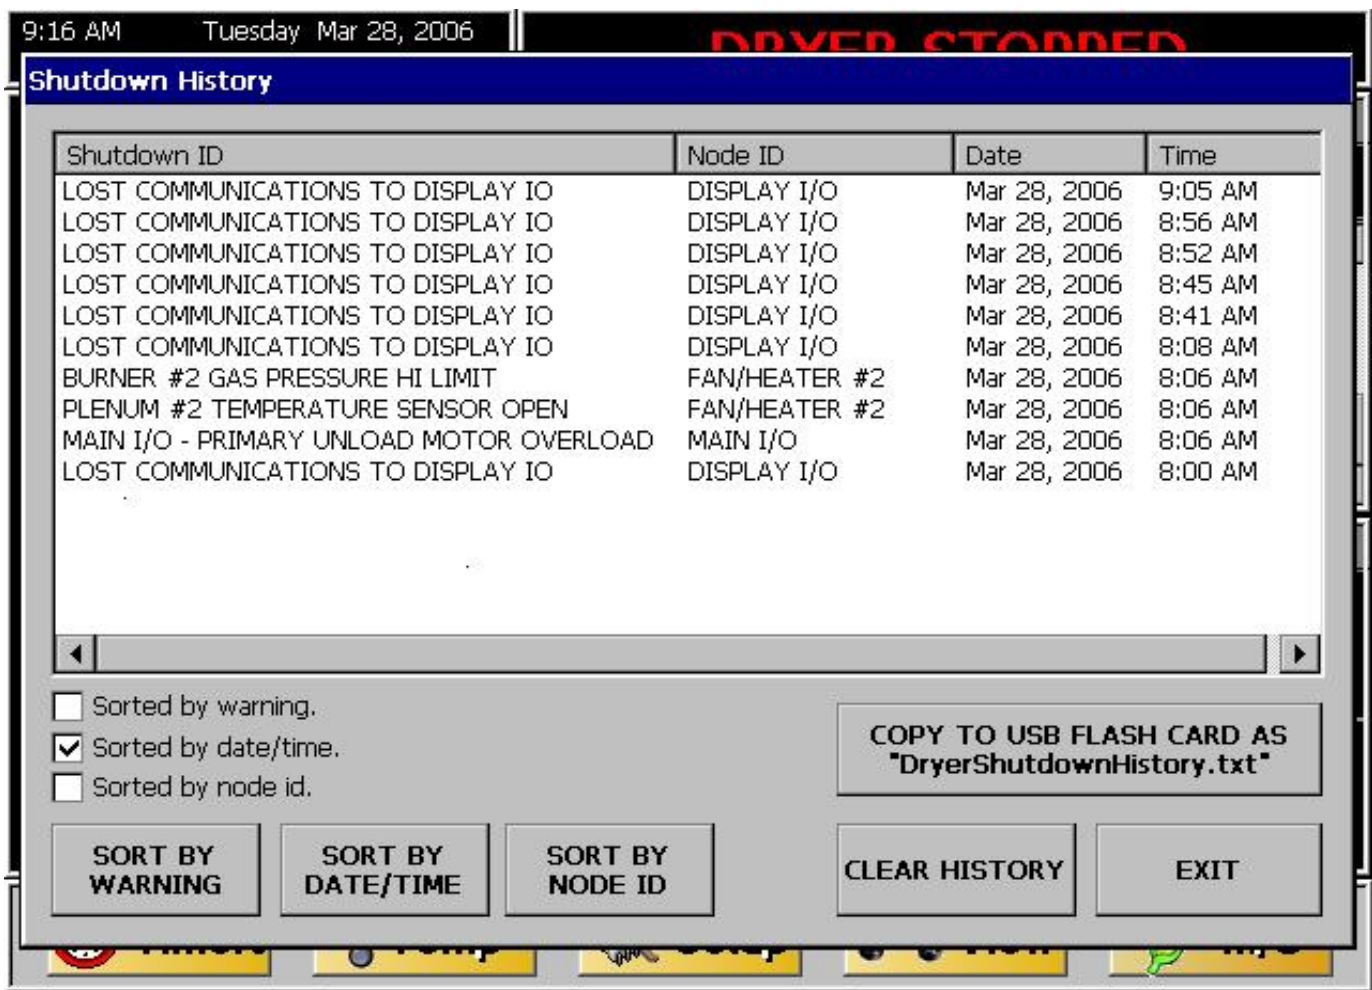 9:16 AM Tuesday Mar 28, 2006
DRYER STOPPED
Shutdown History
Shutdown ID Node ID Date Time
LOST COMMUNICATIONS TO DISPLAY IO DISPLAY I/O Mar 28, 2006 9:05 AM
LOST COMMUNICATIONS TO DISPLAY IO DISPLAY I/O Mar 28, 2006 8:56 AM
LOST COMMUNICATIONS TO DISPLAY IO DISPLAY I/O Mar 28, 2006 8:52 AM
LOST COMMUNICATIONS TO DISPLAY IO DISPLAY I/O Mar 28, 2006 8:45 AM
LOST COMMUNICATIONS TO DISPLAY IO DISPLAY I/O Mar 28, 2006 8:41 AM
LOST COMMUNICATIONS TO DISPLAY IO DISPLAY I/O Mar 28, 2006 8:08 AM
BURNER #2 GAS PRESSURE HI LIMIT FAN/HEATER #2 Mar 28, 2006 8:06 AM
PLENUM #2 TEMPERATURE SENSOR OPEN FAN/HEATER #2 Mar 28, 2006 8:06 AM
MAIN I/O - PRIMARY UNLOAD MOTOR OVERLOAD MAIN I/O Mar 28, 2006 8:06 AM
LOST COMMUNICATIONS TO DISPLAY IO DISPLAY I/O Mar 28, 2006 8:00 AM
Sorted by warning.
Sorted by date/time.
Sorted by node id.
COPY TO USB FLASH CARD AS
"DryerShutdownHistory.txt"
SORT BY
WARNING
SORT BY
DATE/TIME
SORT BY
NODE ID
CLEAR HISTORY
EXIT